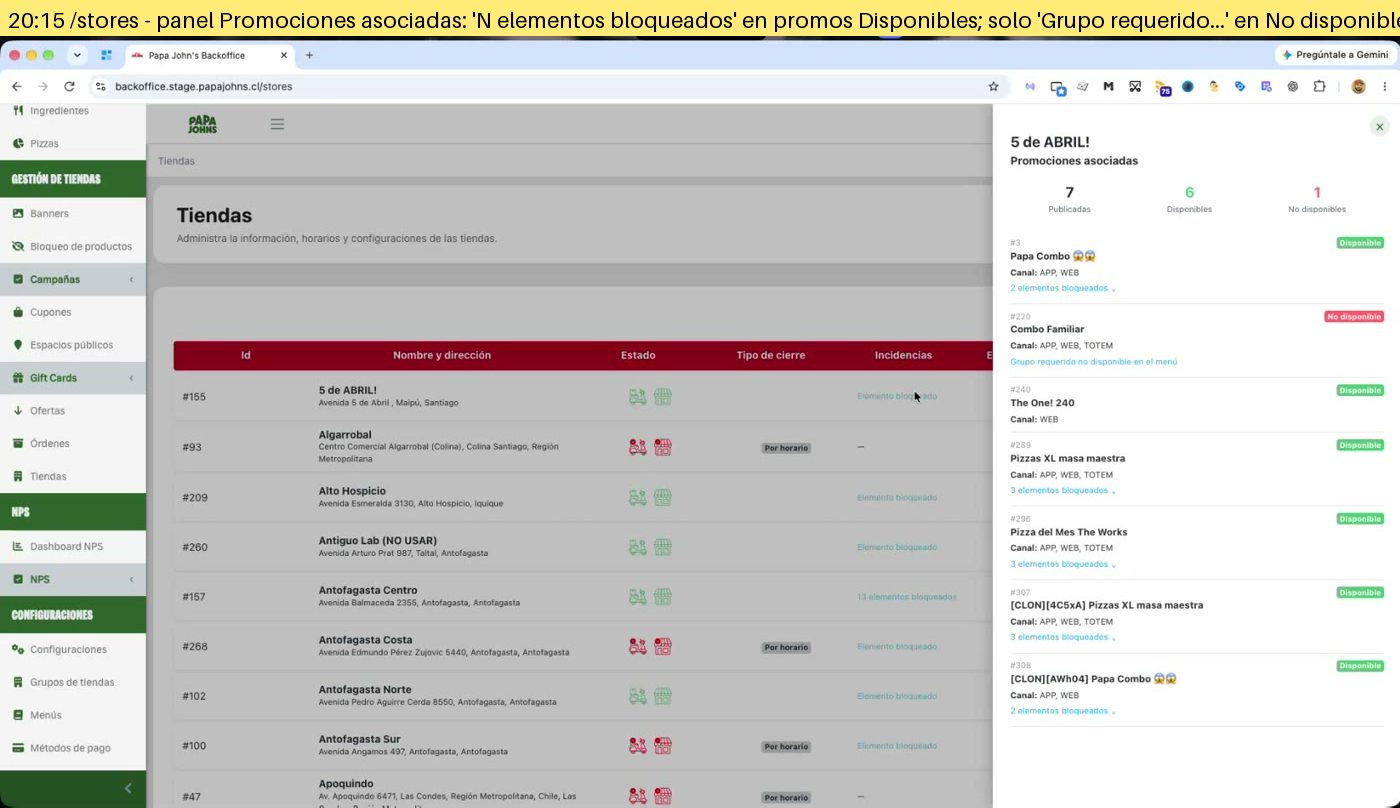 20:15 /stores - panel Promociones asociadas: 'N elementos bloqueados' en promos Disponibles; solo 'Grupo requerido...' en No disponible
Papa John's Backoffice
Pregúntale a Gemini
backoffice.stage.papajohns.cl/stores
75
Ingredientes
Pizzas
GESTIÓN DE TIENDAS
Banners
Bloqueo de productos
Campañas
Cupones
Espacios públicos
Gift Cards
Ofertas
Órdenes
Tiendas
NPS
Dashboard NPS
NPS
CONFIGURACIONES
Configuraciones
Grupos de tiendas
Menús
Métodos de pago
PAPA
JOHNS
Tiendas
Tiendas
Administra la información, horarios y configuraciones de las tiendas.
Id Nombre y dirección Estado Tipo de cierre Incidencias E
#155 5 de ABRIL! Elemento bloqueado
Avenida 5 de Abril , Maipú, Santiago
#93 Algarrobal Por horario —
Centro Comercial Algarrobal (Colina), Colina Santiago, Región
Metropolitana
#209 Alto Hospicio Elemento bloqueado
Avenida Esmeralda 3130, Alto Hospicio, Iquique
#260 Antiguo Lab (NO USAR) Elemento bloqueado
Avenida Arturo Prat 987, Taltal, Antofagasta
#157 Antofagasta Centro 13 elementos bloqueados
Avenida Balmaceda 2355, Antofagasta, Antofagasta
#268 Antofagasta Costa Por horario Elemento bloqueado
Avenida Edmundo Pérez Zujovic 5440, Antofagasta, Antofagasta
#102 Antofagasta Norte Elemento bloqueado
Avenida Pedro Aguirre Cerda 8550, Antofagasta, Antofagasta
#100 Antofagasta Sur Por horario Elemento bloqueado
Avenida Angamos 497, Antofagasta, Antofagasta
#47 Apoquindo Por horario —
Av. Apoquindo 6471, Las Condes, Región Metropolitana, Chile, Las
5 de ABRIL!
Promociones asociadas
7 6 1
Publicadas Disponibles No disponibles
#3 Disponible
Papa Combo 😱😱
Canal: APP, WEB
2 elementos bloqueados
#220 No disponible
Combo Familiar
Canal: APP, WEB, TOTEM
Grupo requerido no disponible en el menú
#240 Disponible
The One! 240
Canal: WEB
#289 Disponible
Pizzas XL masa maestra
Canal: APP, WEB, TOTEM
3 elementos bloqueados
#296 Disponible
Pizza del Mes The Works
Canal: APP, WEB, TOTEM
3 elementos bloqueados
#307 Disponible
[CLON][4C5xA] Pizzas XL masa maestra
Canal: APP, WEB, TOTEM
3 elementos bloqueados
#308 Disponible
[CLON][AWh04] Papa Combo 😱😱
Canal: APP, WEB
2 elementos bloqueados